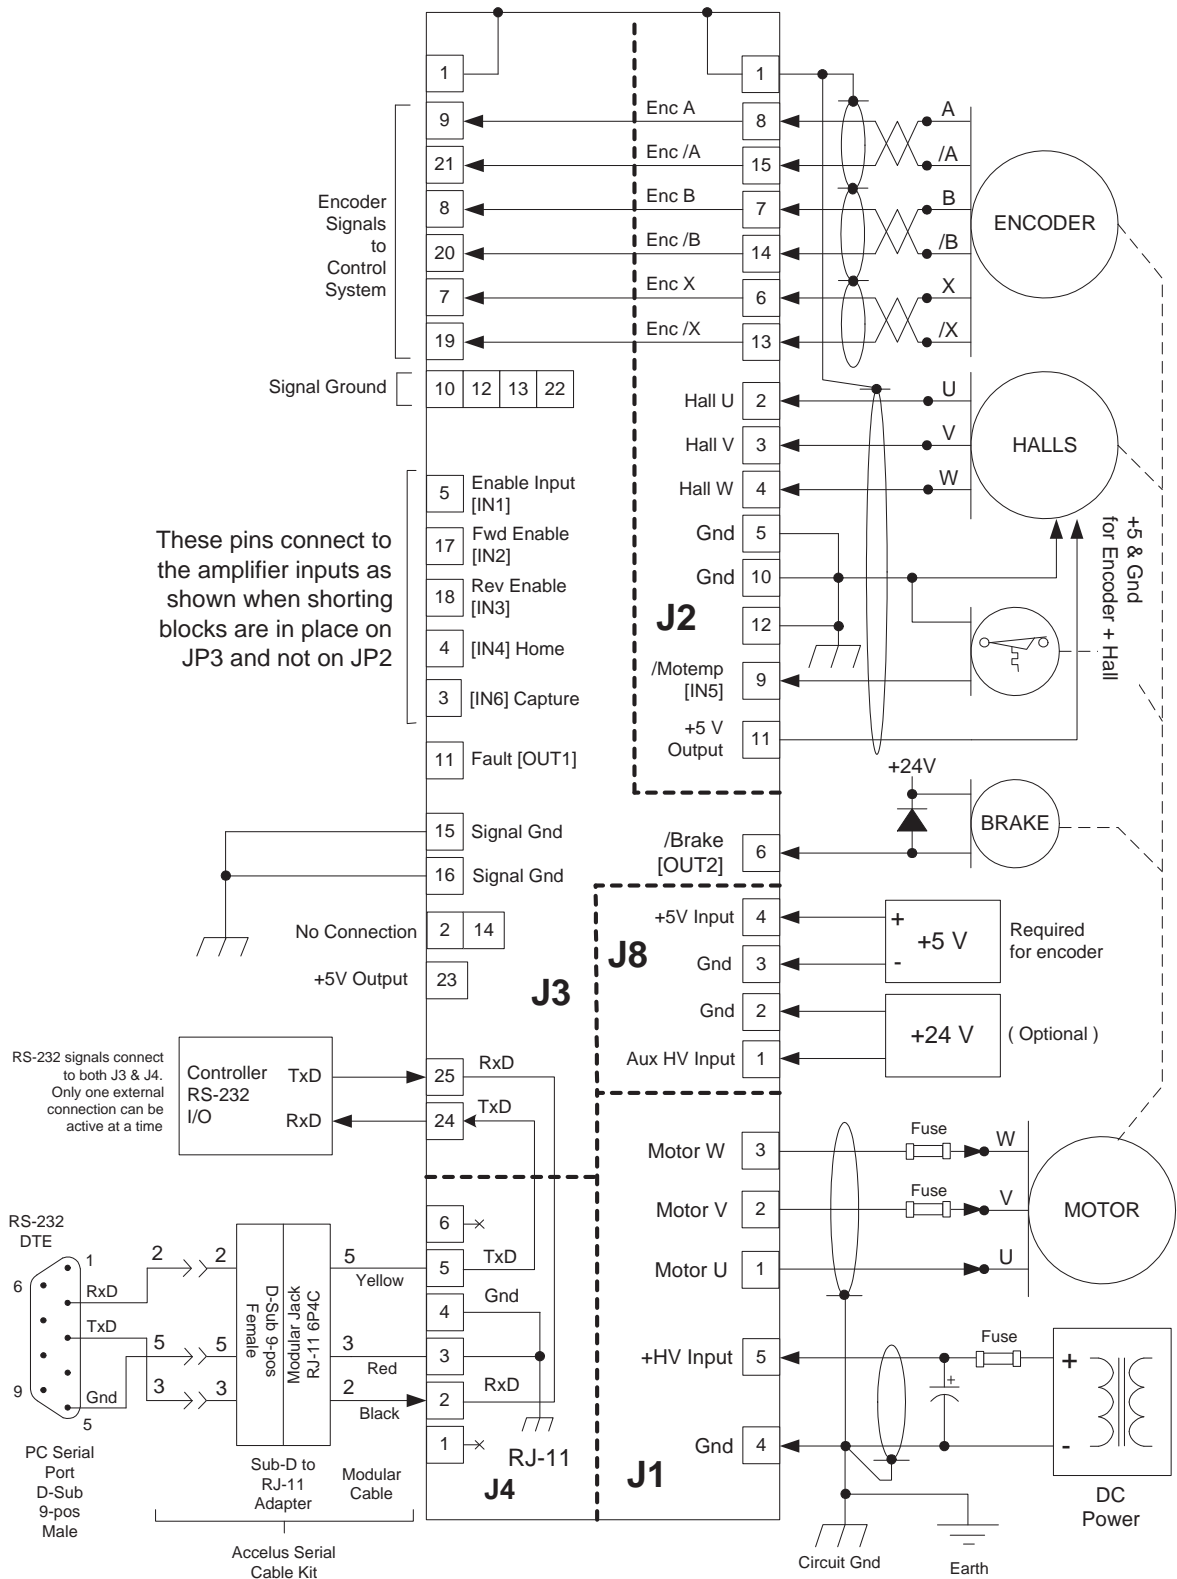 1
1
9
Enc A
8
A
21
Enc /A
15
/A
Encoder
Signals
to
Control
System
8
Enc B
7
B
ENCODER
20
Enc /B
14
/B
7
Enc X
6
X
19
Enc /X
13
/X
Signal Ground
10
12
13
22
Hall U
2
U
Hall V
3
V
HALLS
Hall W
4
W
These pins connect to
the amplifier inputs as
shown when shorting
blocks are in place on
JP3 and not on JP2
5
Enable Input
[IN1]
17
Fwd Enable
[IN2]
18
Rev Enable
[IN3]
4
[IN4] Home
3
[IN6] Capture
Gnd
5
Gnd
10
J2
12
/Motemp
[IN5]
9
+5 V
Output
11
+5 & Gnd
for Encoder + Hall
11
Fault [OUT1]
+24V
BRAKE
15
Signal Gnd
/Brake
[OUT2]
6
16
Signal Gnd
No Connection
2
14
+5V Output
23
J3
J8
+5V Input
4
Gnd
3
+
+5 V
-
Required
for encoder
Gnd
2
+24 V
( Optional )
Aux HV Input
1
RS-232 signals connect
to both J3 & J4.
Only one external
connection can be
active at a time
Controller
RS-232
I/O
TxD
RxD
25
RxD
24
TxD
Motor W
3
Fuse
W
Motor V
2
Fuse
V
MOTOR
Motor U
1
U
RS-232
DTE
1
6
RxD
TxD
9
Gnd
5
2
2
5
5
3
3
D-Sub 9-pos
Female
Modular Jack
RJ-11 6P4C
5
Yellow
3
Red
2
Black
6
5
TxD
4
Gnd
3
2
RxD
1
RJ-11
J4
J1
+HV Input
5
Fuse
+
+
Gnd
4
-
DC
Power
PC Serial
Port
D-Sub
9-pos
Male
Sub-D to
RJ-11
Adapter
Modular
Cable
Accelus Serial
Cable Kit
Circuit Gnd
Earth